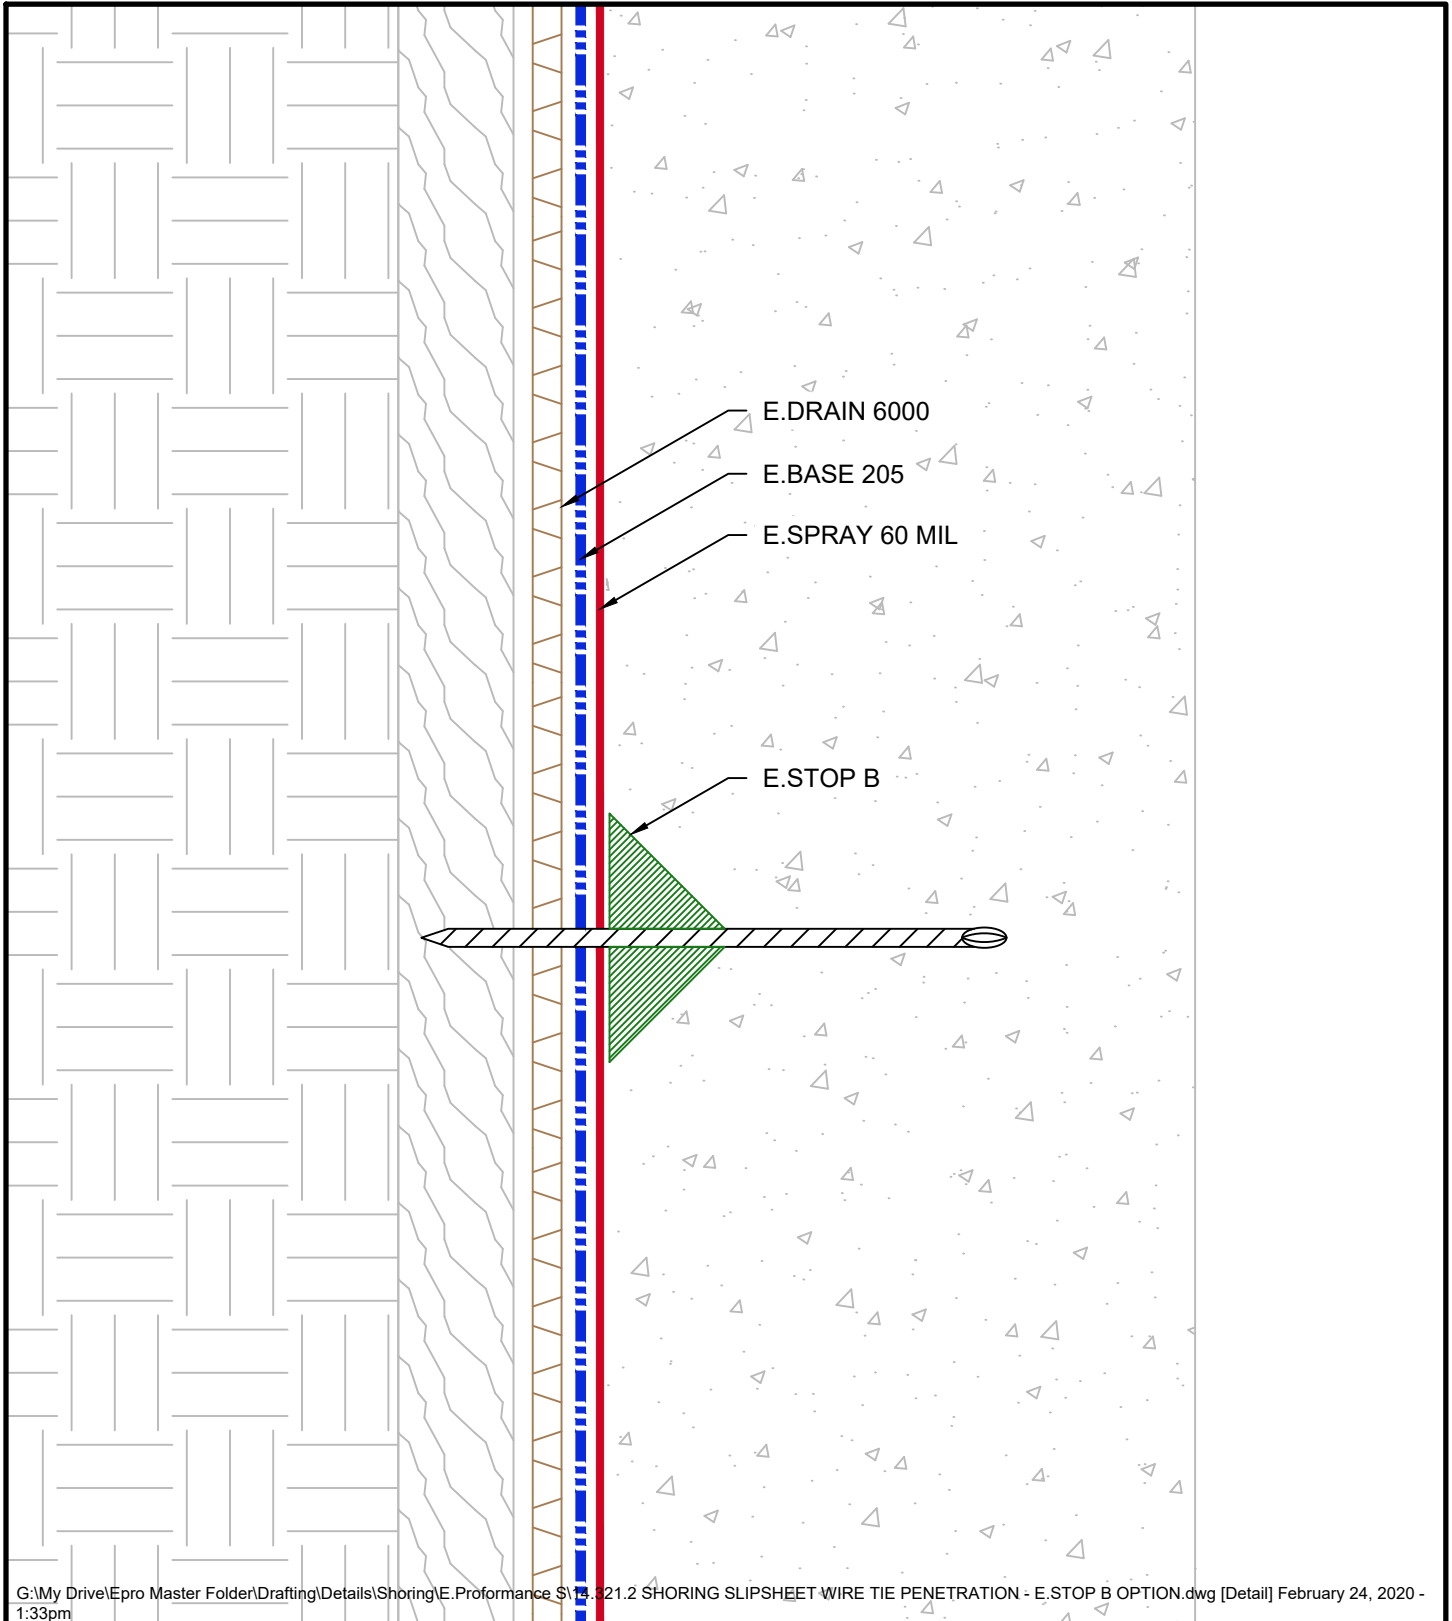 E.DRAIN 6000
E.BASE 205
E.SPRAY 60 MIL
E.STOP B
G:\My Drive\Epro Master Folder\Drafting\Details\Shoring\E.Proformance S\14.321.2 SHORING SLIPSHEET WIRE TIE PENETRATION - E.STOP B OPTION.dwg [Detail] February 24, 2020 -
1:33pm